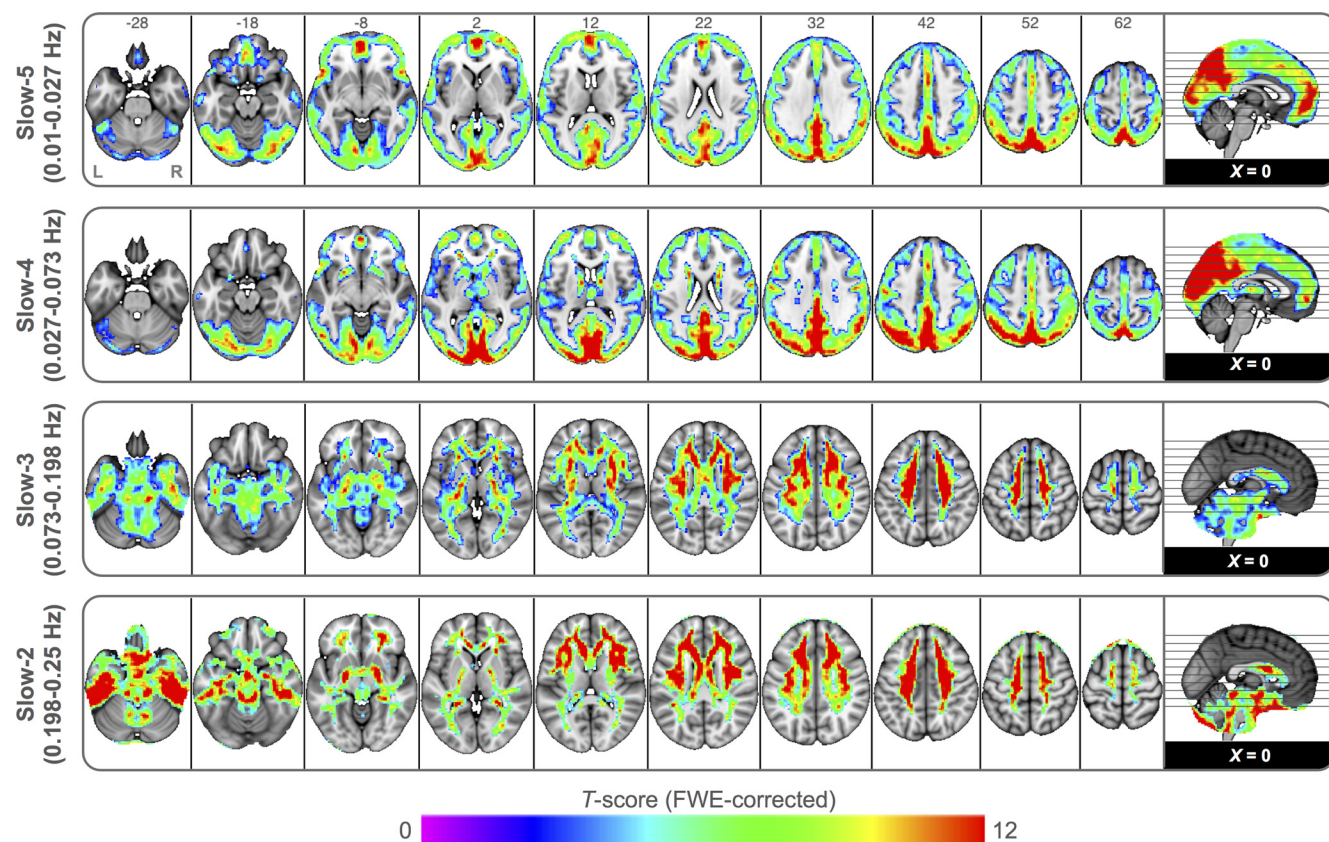 -28 -18 -8 2 12 22 32 42 52 62
Slow-5
(0.01-0.027 Hz)
L R
X = 0
Slow-4
(0.027-0.073 Hz)
X = 0
Slow-3
(0.073-0.198 Hz)
X = 0
Slow-2
(0.198-0.25 Hz)
X = 0
T-score (FWE-corrected)
0 12